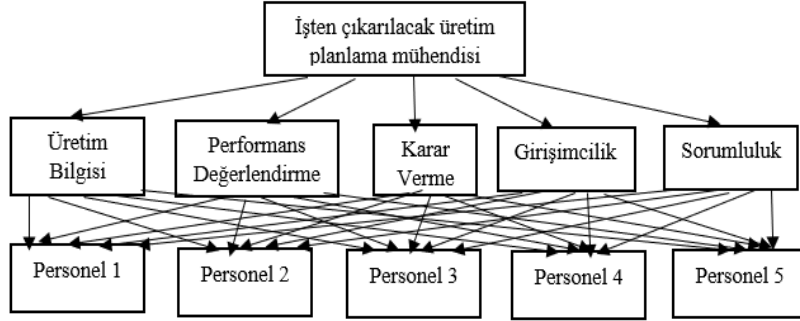 İşten çıkarılacak üretim
planlama mühendisi
Üretim
Bilgisi
Performans
Değerlendirme
Karar
Verme
Girişimcilik
Sorumluluk
Personel 1
Personel 2
Personel 3
Personel 4
Personel 5